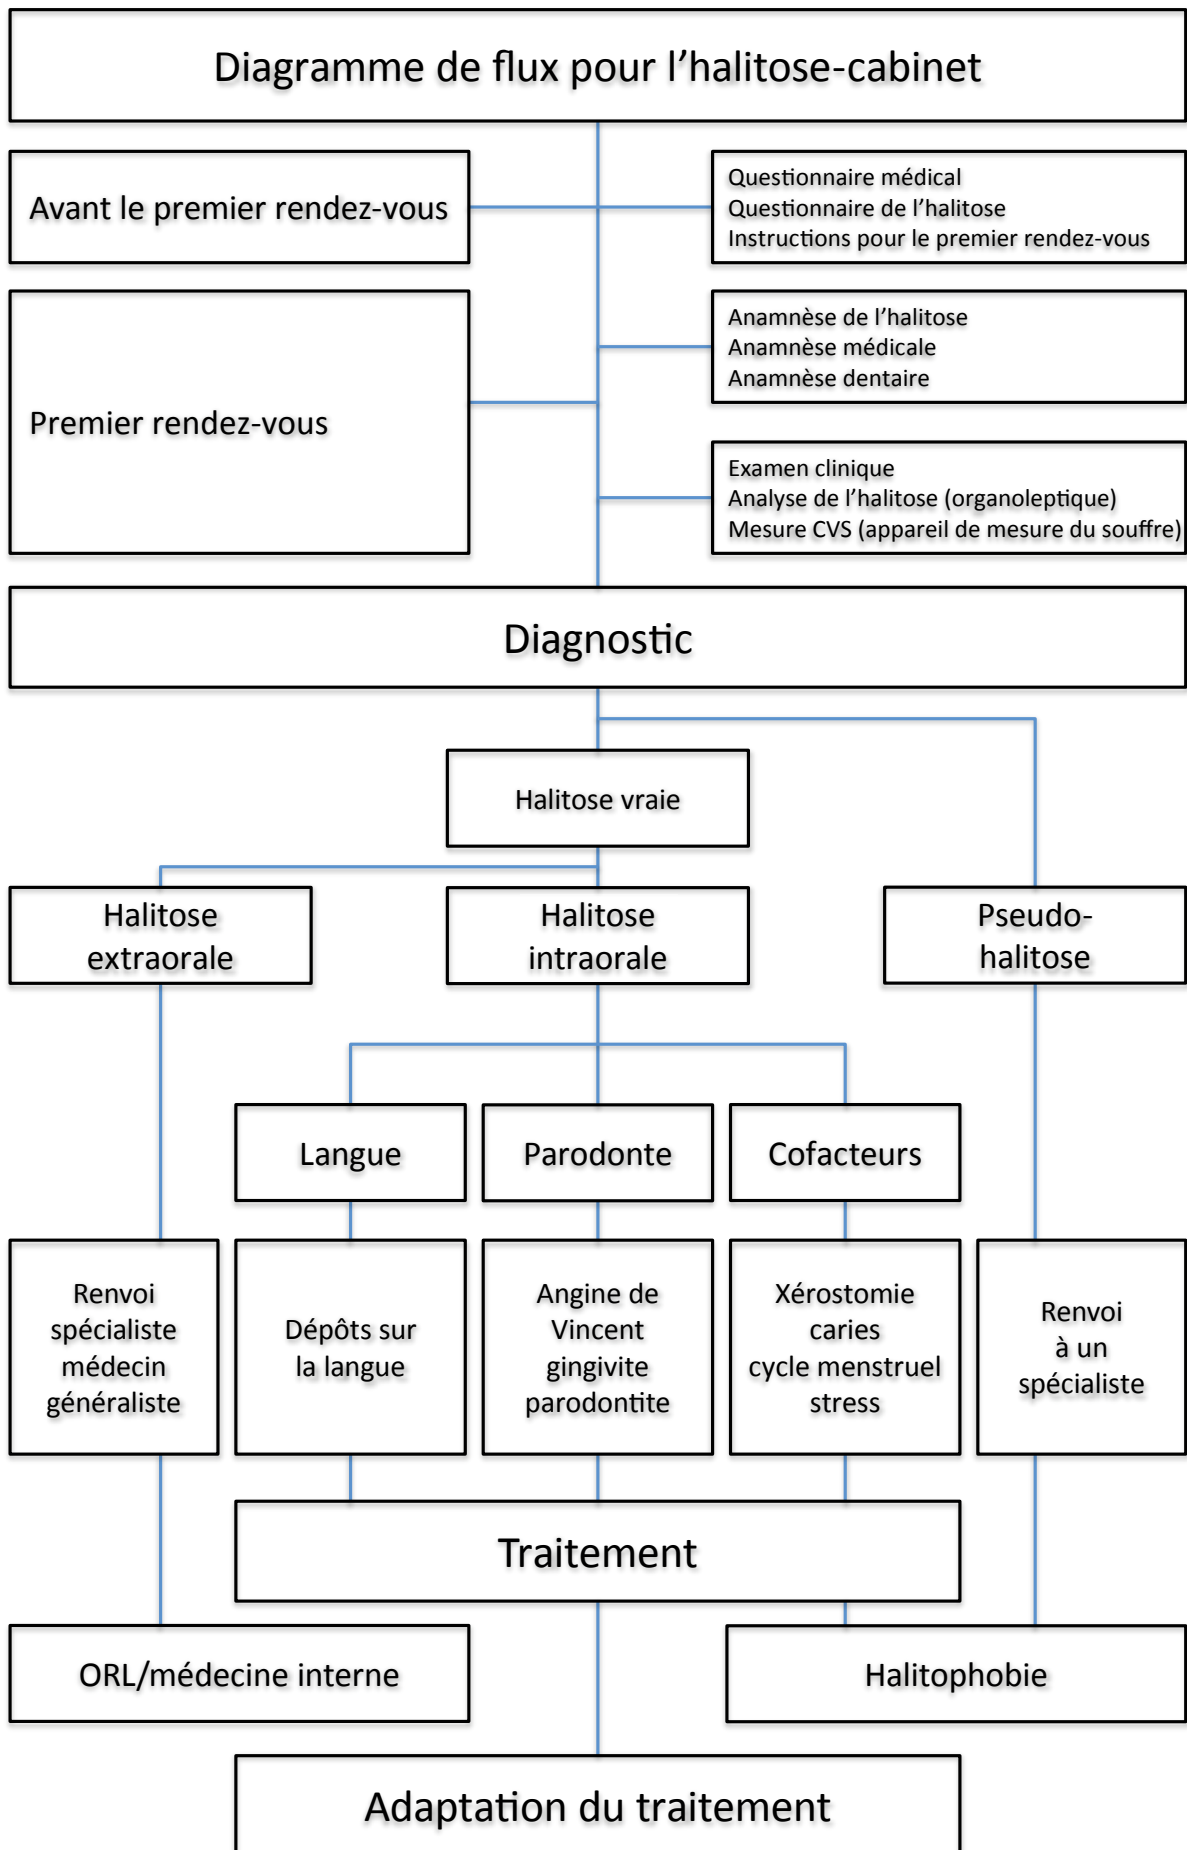 Diagramme de flux pour l’halitose-cabinet
Avant le premier rendez-vous
Questionnaire médical
Questionnaire de l’halitose
Instructions pour le premier rendez-vous
Premier rendez-vous
Anamnèse de l’halitose
Anamnèse médicale
Anamnèse dentaire
Examen clinique
Analyse de l’halitose (organoleptique)
Mesure CVS (appareil de mesure du souffre)
Diagnostic
Halitose vraie
Halitose
extraorale
Halitose
intraorale
Pseudo-
halitose
Langue
Parodonte
Cofacteurs
Renvoi
spécialiste
médecin
généraliste
Dépôts sur
la langue
Angine de
Vincent
gingivite
parodontite
Xérostomie
caries
cycle menstruel
stress
Renvoi
à un
spécialiste
Traitement
ORL/médecine interne
Halitophobie
Adaptation du traitement